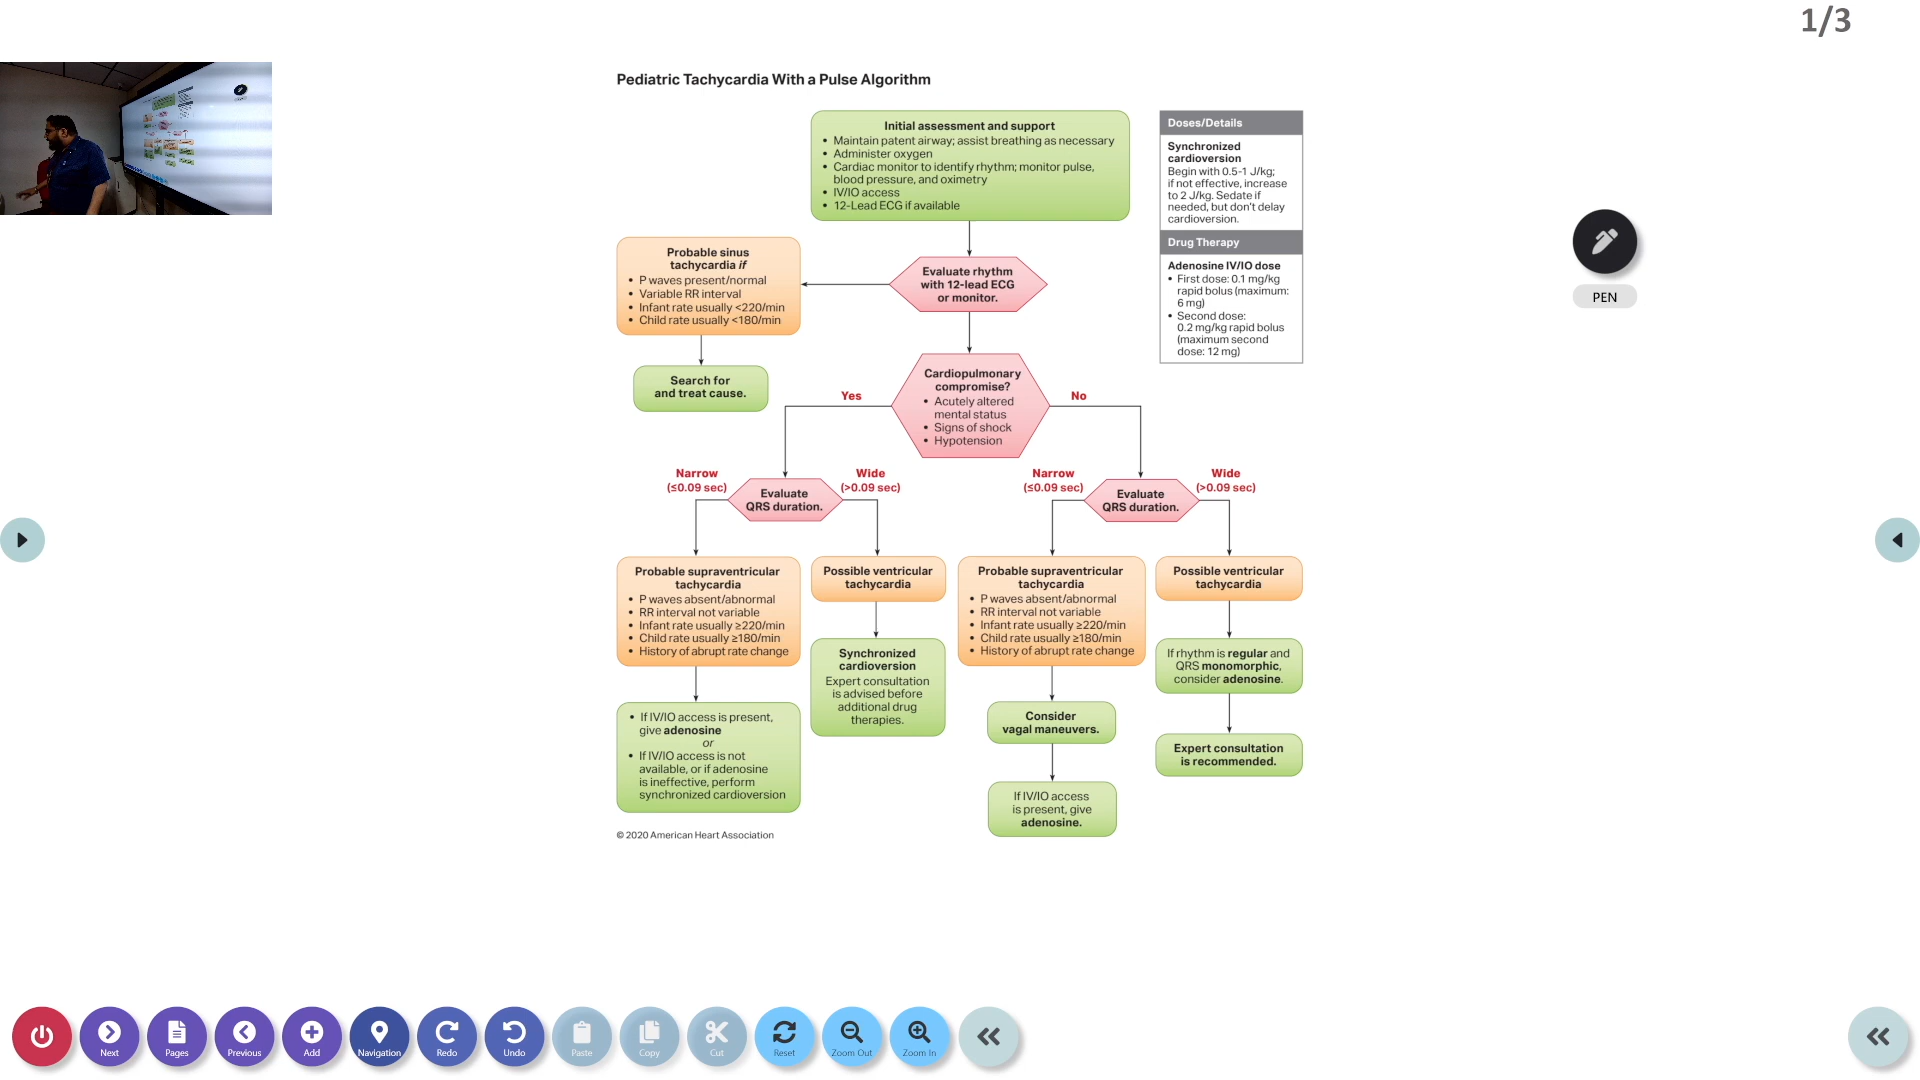 1/3
Pediatric Tachycardia With a Pulse Algorithm
Initial assessment and support
• Maintain patent airway; assist breathing as necessary
• Administer oxygen
• Cardiac monitor to identify rhythm; monitor pulse,
blood pressure, and oximetry
• IV/IO access
• 12-Lead ECG if available
Doses/Details
Synchronized
cardioversion
Begin with 0.5-1 J/kg;
if not effective, increase
to 2 J/kg. Sedate if
needed, but don't delay
cardioversion.
Drug Therapy
Adenosine IV/IO dose
• First dose: 0.1 mg/kg
rapid bolus (maximum:
6 mg)
• Second dose:
0.2 mg/kg rapid bolus
(maximum second
dose: 12 mg)
PEN
Probable sinus
tachycardia if
• P waves present/normal
• Variable RR interval
• Infant rate usually <220/min
• Child rate usually <180/min
Evaluate rhythm
with 12-lead ECG
or monitor.
Search for
and treat cause.
Cardiopulmonary
compromise?
• Acutely altered
mental status
• Signs of shock
• Hypotension
Yes
No
Narrow
(≤0.09 sec)
Evaluate
QRS duration.
Wide
(>0.09 sec)
Narrow
(≤0.09 sec)
Evaluate
QRS duration.
Wide
(>0.09 sec)
Probable supraventricular
tachycardia
• P waves absent/abnormal
• RR interval not variable
• Infant rate usually ≥220/min
• Child rate usually ≥180/min
• History of abrupt rate change
Possible ventricular
tachycardia
Probable supraventricular
tachycardia
• P waves absent/abnormal
• RR interval not variable
• Infant rate usually ≥220/min
• Child rate usually ≥180/min
• History of abrupt rate change
Possible ventricular
tachycardia
• If IV/IO access is present,
give adenosine
or
• If IV/IO access is not
available, or if adenosine
is ineffective, perform
synchronized cardioversion
Synchronized
cardioversion
Expert consultation
is advised before
additional drug
therapies.
Consider
vagal maneuvers.
If IV/IO access
is present, give
adenosine.
If rhythm is regular and
QRS monomorphic,
consider adenosine.
Expert consultation
is recommended.
© 2020 American Heart Association
Next
Pages
Previous
Add
Navigation
Redo
Undo
Paste
Copy
Cut
Reset
Zoom Out
Zoom In